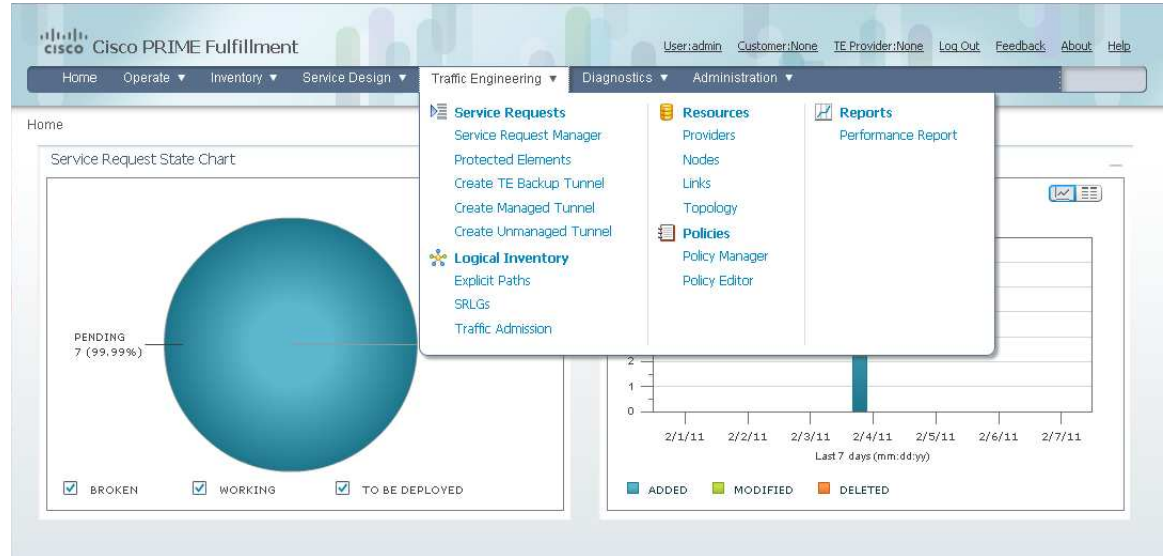 cisco Cisco PRIME Fulfillment
User:admin Customer:None TE Provider:None Log Out Feedback About Help
Home Operate Inventory Service Design Traffic Engineering Diagnostics Administration
Home
Service Requests
Service Request Manager
Protected Elements
Create TE Backup Tunnel
Create Managed Tunnel
Create Unmanaged Tunnel
Logical Inventory
Explicit Paths
SRLGs
Traffic Admission
Resources
Providers
Nodes
Links
Topology
Policies
Policy Manager
Policy Editor
Reports
Performance Report
Service Request State Chart
PENDING
7 (99.99%)
BROKEN WORKING TO BE DEPLOYED
2
1
0
2/1/11 2/2/11 2/3/11 2/4/11 2/5/11 2/6/11 2/7/11
Last 7 days (mm:dd:yy)
ADDED MODIFIED DELETED